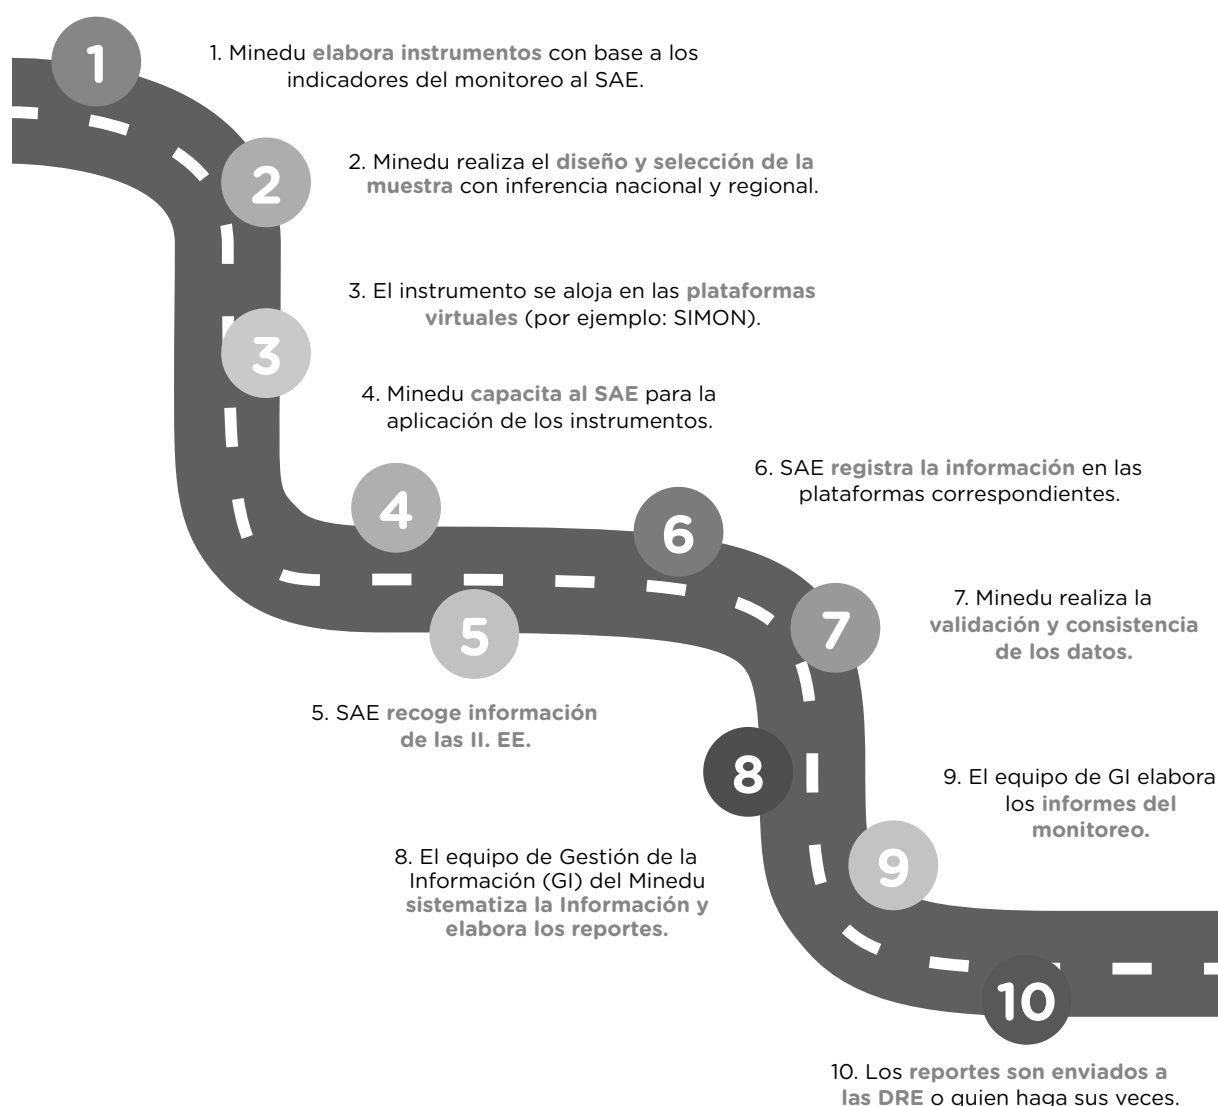 1
1. Minedu elabora instrumentos con base a los
indicadores del monitoreo al SAE.
2
2. Minedu realiza el diseño y selección de la
muestra con inferencia nacional y regional.
3
3. El instrumento se aloja en las plataformas
virtuales (por ejemplo: SIMON).
4
4. Minedu capacita al SAE para la
aplicación de los instrumentos.
5
5. SAE recoge información
de las II. EE.
6
6. SAE registra la información en las
plataformas correspondientes.
7
7. Minedu realiza la
validación y consistencia
de los datos.
8
8. El equipo de Gestión de la
Información (GI) del Minedu
sistematiza la Información y
elabora los reportes.
9
9. El equipo de GI elabora
los informes del
monitoreo.
10
10. Los reportes son enviados a
las DRE o quien haga sus veces.